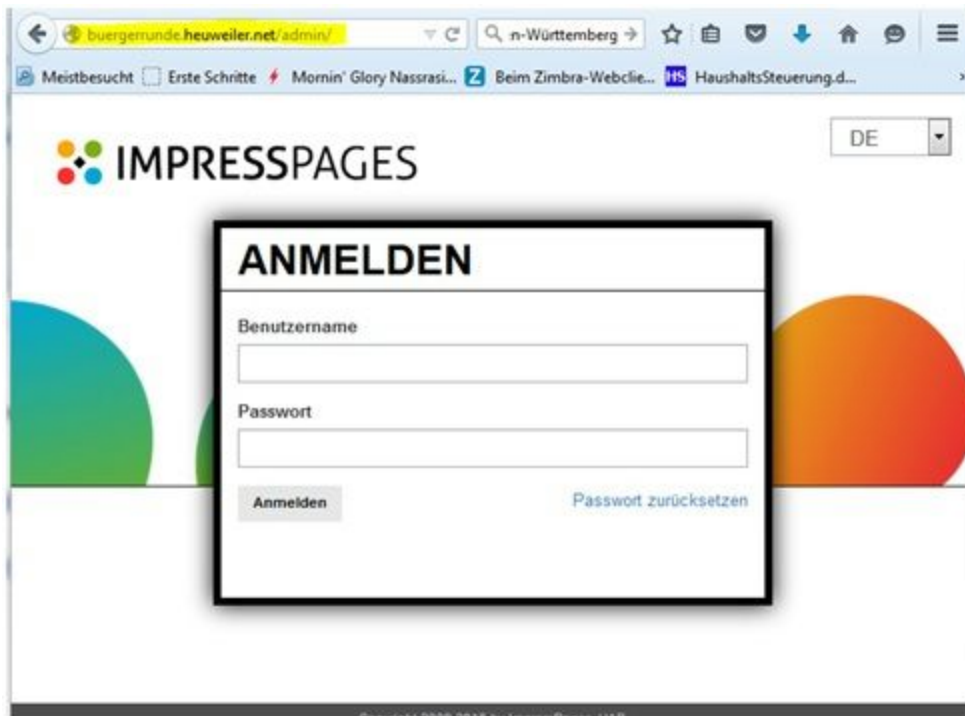 buergerrunde.heuweiler.net/admin/
n-Württemberg
Meistbesucht
Erste Schritte
Mornin' Glory Nassrasi...
Z Beim Zimbra-Webclie...
HS HaushaltsSteuerung.d...
IMPRESSPAGES
DE
ANMELDEN
Benutzername
Passwort
Anmelden
Passwort zurücksetzen